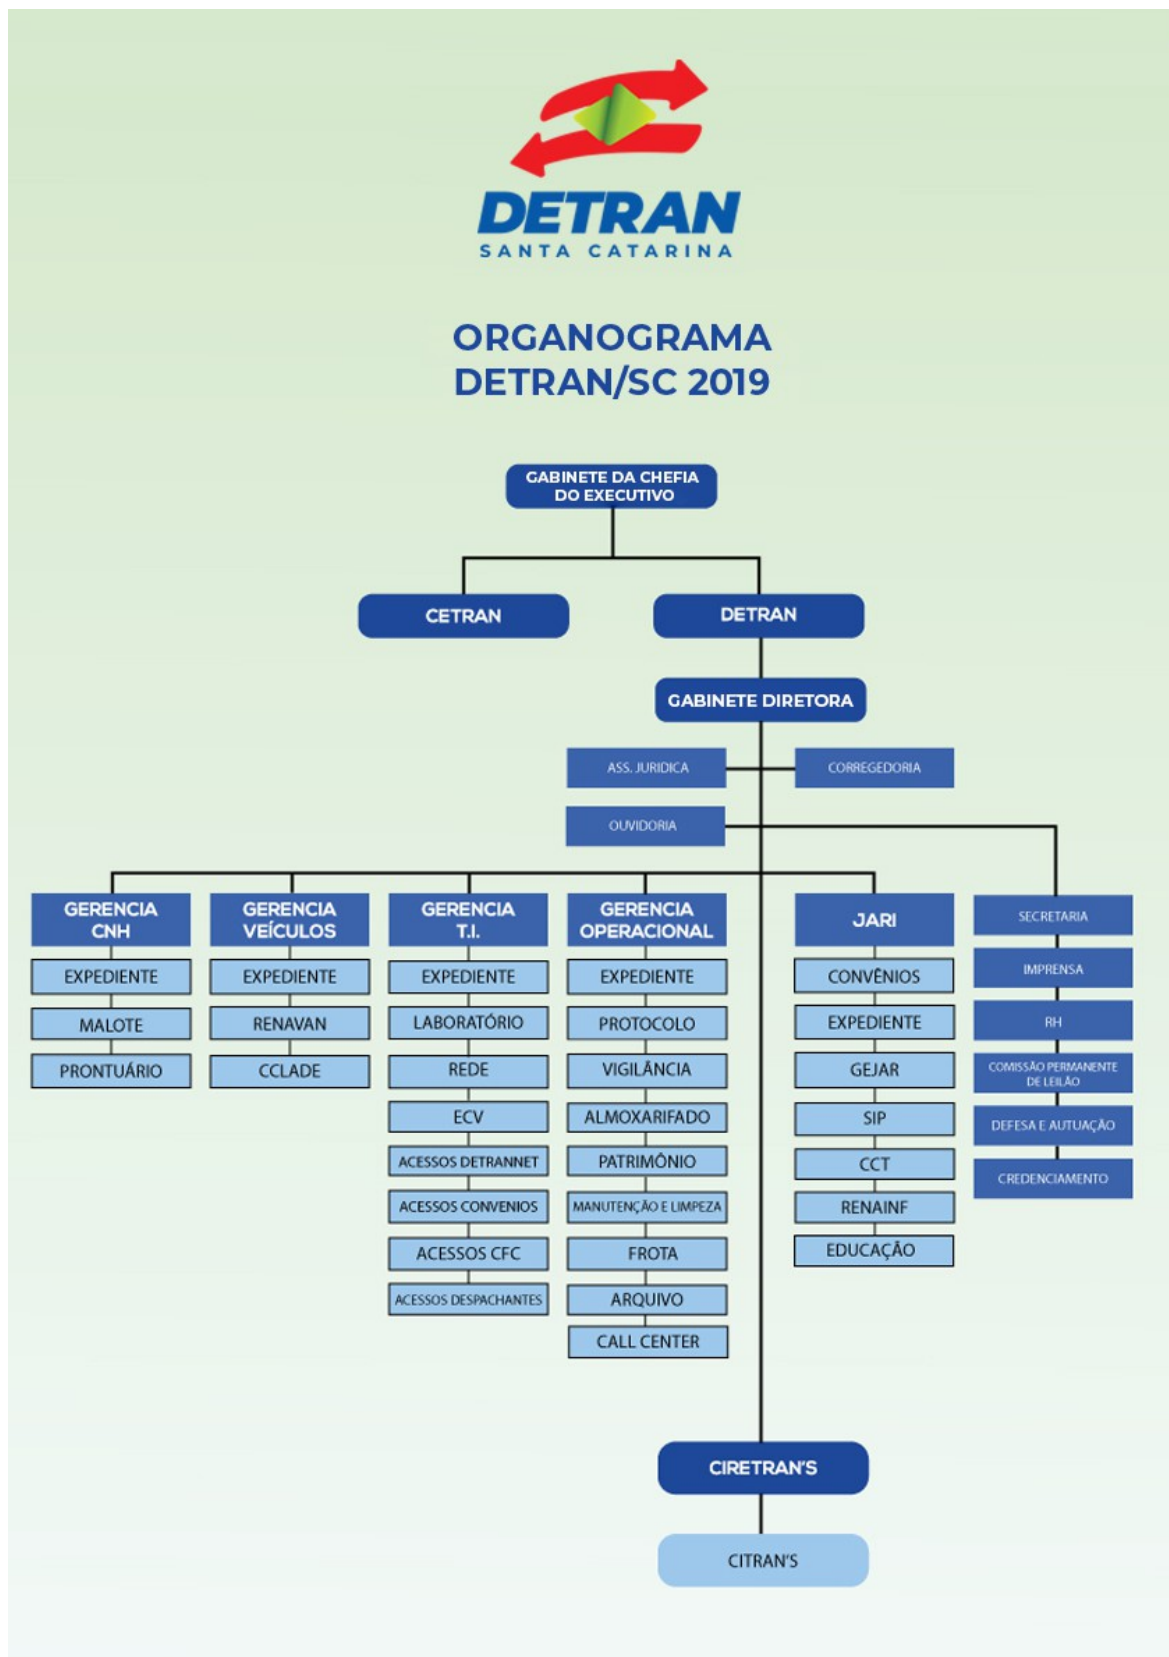 DETRAN
SANTA CATARINA
ORGANOGRAMA
DETRAN/SC 2019
GABINETE DA CHEFIA
DO EXECUTIVO
CETRAN
DETRAN
GABINETE DIRETORA
ASS. JURIDICA
CORREGEDORIA
OUVIDORIA
GERENCIA
CNH
EXPEDIENTE
MALOTE
PRONTUÁRIO
GERENCIA
VEÍCULOS
EXPEDIENTE
RENAVAN
CCLADE
GERENCIA
T.I.
EXPEDIENTE
LABORATÓRIO
REDE
ECV
ACESSOS DETRANNET
ACESSOS CONVENIOS
ACESSOS CFC
ACESSOS DESPACHANTES
GERENCIA
OPERACIONAL
EXPEDIENTE
PROTOCOLO
VIGILÂNCIA
ALMOXARIFADO
PATRIMÔNIO
MANUTENÇÃO E LIMPEZA
FROTA
ARQUIVO
CALL CENTER
JARI
CONVÊNIOS
EXPEDIENTE
GEJAR
SIP
CCT
RENAINF
EDUCAÇÃO
SECRETARIA
IMPRENSA
RH
COMISSÃO PERMANENTE
DE LEILÃO
DEFESA E AUTUAÇÃO
CREDENCIAMENTO
CIRETRAN'S
CITRAN'S